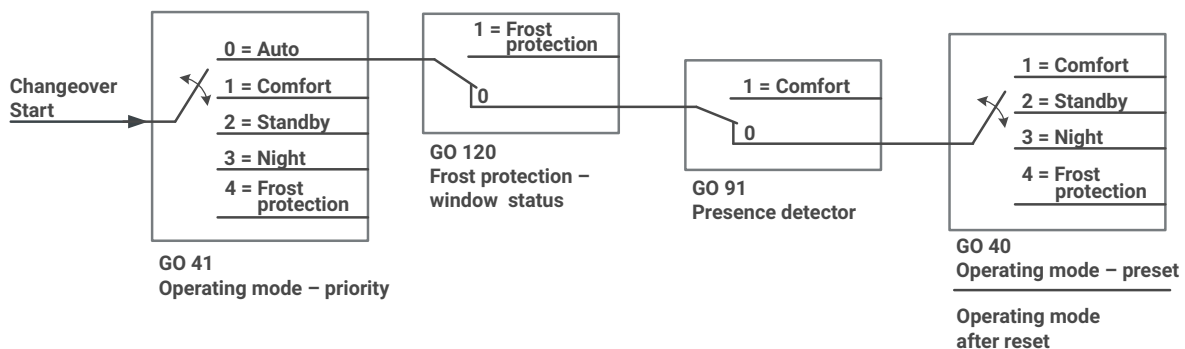 Changeover
Start
0 = Auto
1 = Comfort
2 = Standby
3 = Night
4 = Frost
protection
GO 41
Operating mode – priority
1 = Frost
protection
0
GO 120
Frost protection –
window status
1 = Comfort
0
GO 91
Presence detector
1 = Comfort
2 = Standby
3 = Night
4 = Frost
protection
GO 40
Operating mode – preset
Operating mode
after reset